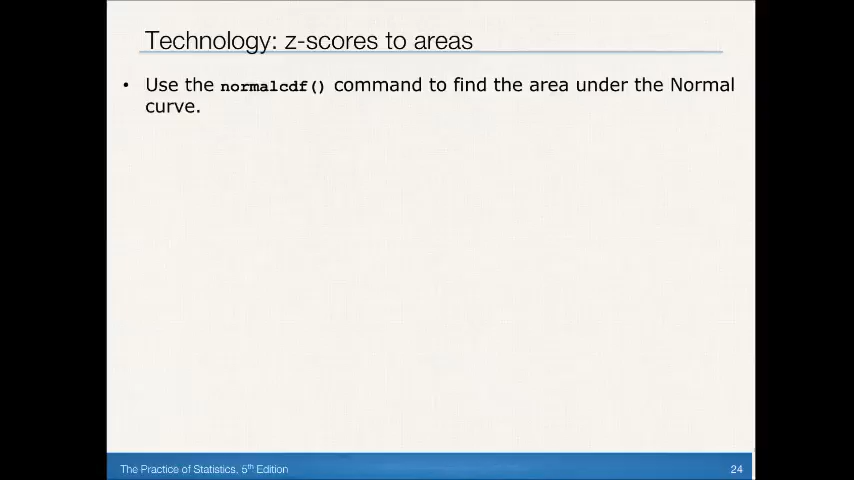 Technology: z-scores to areas
• Use the normalcdf() command to find the area under the Normal
curve.
The Practice of Statistics, 5th Edition
24